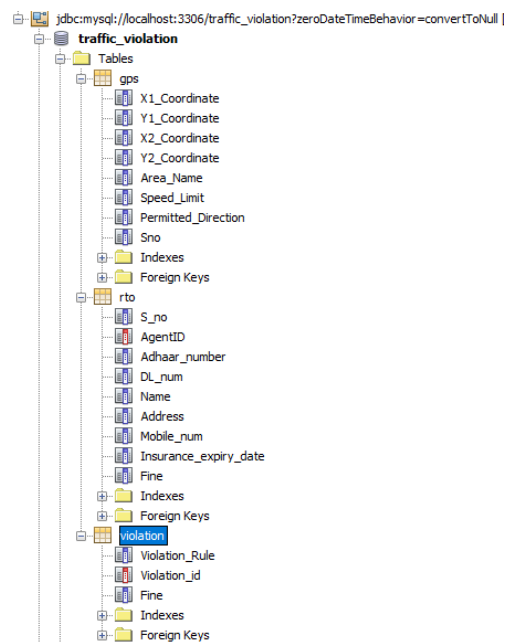 jdbc:mysql://localhost:3306/traffic_violation?zeroDateTimeBehavior=convertToNull |
traffic_violation
Tables
gps
X1_Coordinate
Y1_Coordinate
X2_Coordinate
Y2_Coordinate
Area_Name
Speed_Limit
Permitted_Direction
Sno
Indexes
Foreign Keys
rto
S_no
AgentID
Adhaar_number
DL_num
Name
Address
Mobile_num
Insurance_expiry_date
Fine
Indexes
Foreign Keys
violation
Violation_Rule
Violation_id
Fine
Indexes
Foreign Keys